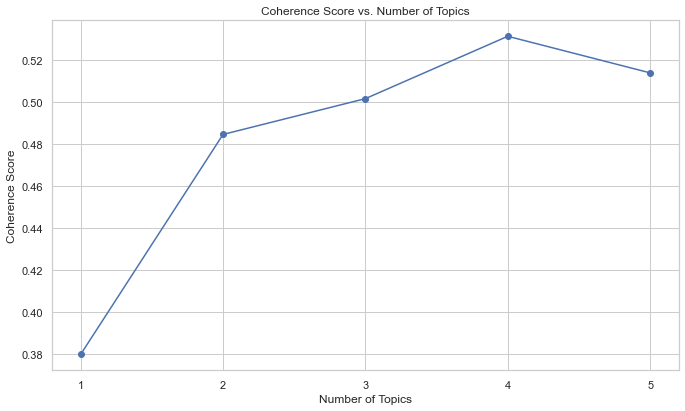 Coherence Score vs. Number of Topics
Coherence Score
0.52
0.50
0.48
0.46
0.44
0.42
0.40
0.38
1 2 3 4 5
Number of Topics